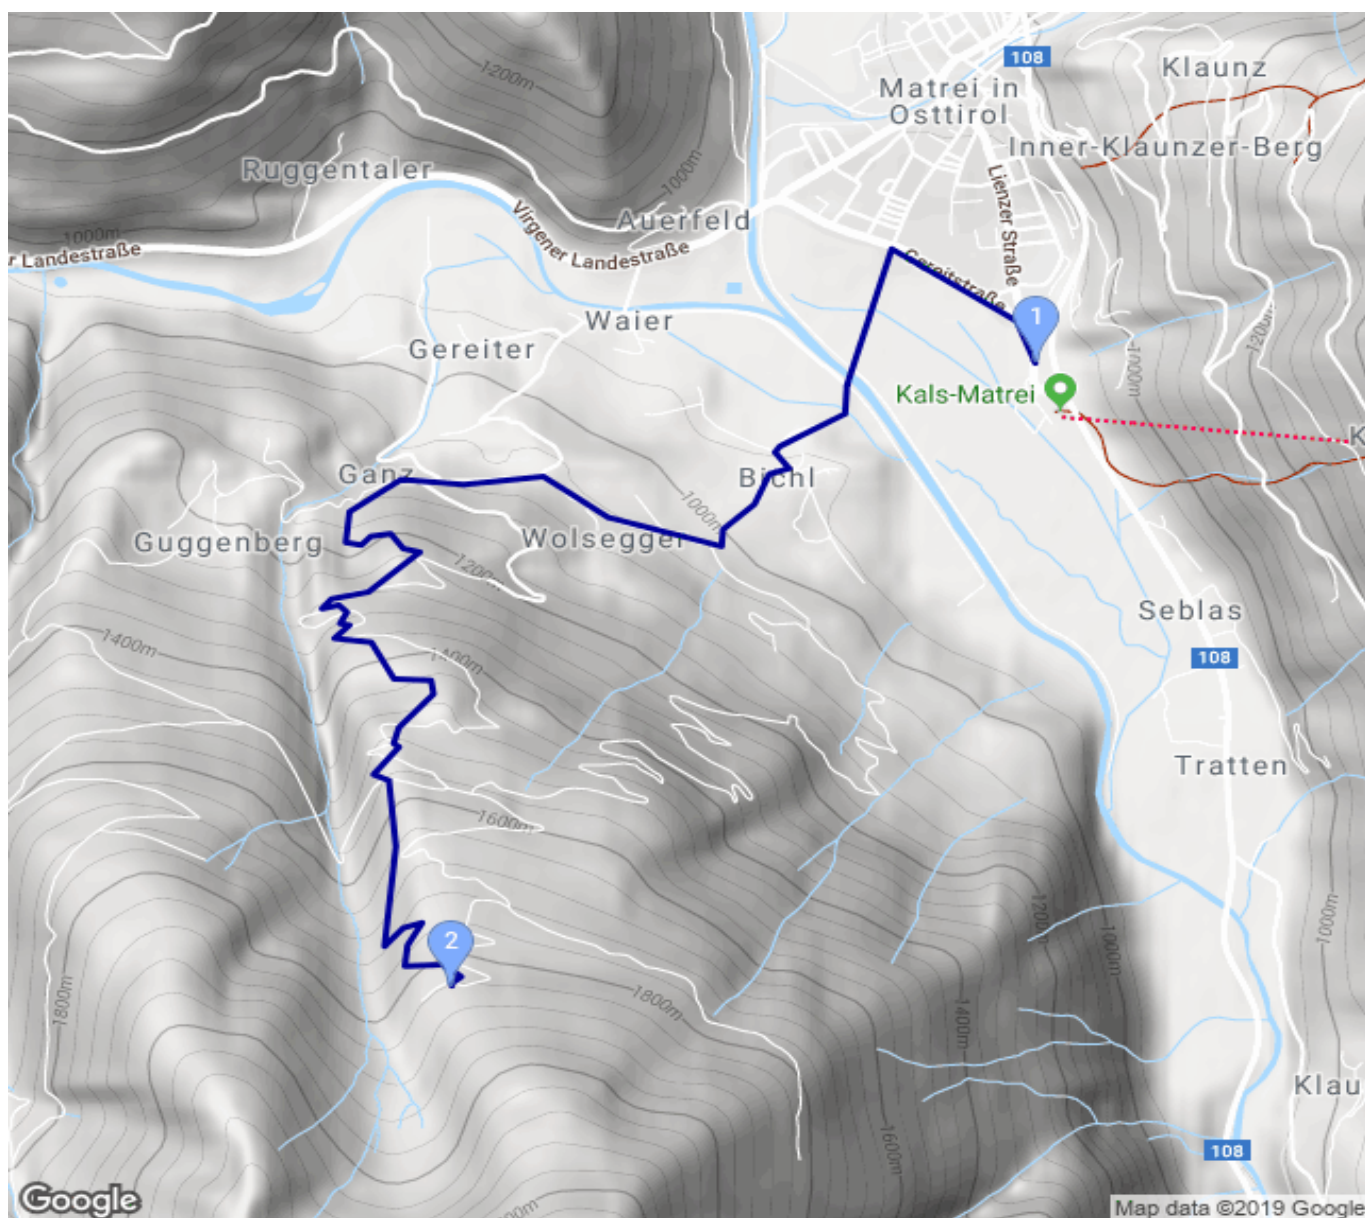 108
Klaunz
1200m
Matrei in
Osttirol
Inner-Klaunzer-Berg
1000m
Ruggentaler
Lienzer Straße
Auerfeld
Virgener Landestraße
1000m
r Landestraße
Gereitstraße
1
1200m
Waier
Gereiter
1000m
Kals-Matrei
K
Ganz
Bichl
1000m
Guggenberg
Wolsegger
1200m
Seblas
1400m
1400m
108
Tratten
1600m
1200m
1000m
1000m
2
1800m
1800m
1400m
Klau
1600m
108
Google
Map data ©2019 Google